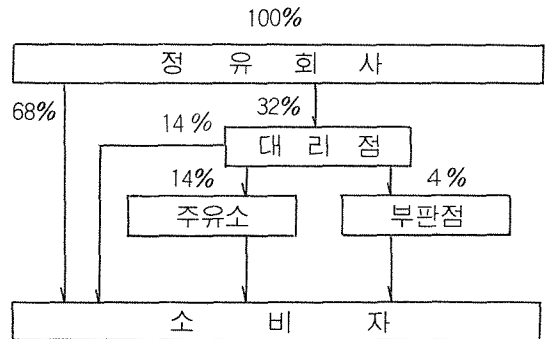 100%
정 유 회 사
68%
32%
14%
대 리 점
14%
4%
주유소
부판점
소 비 자